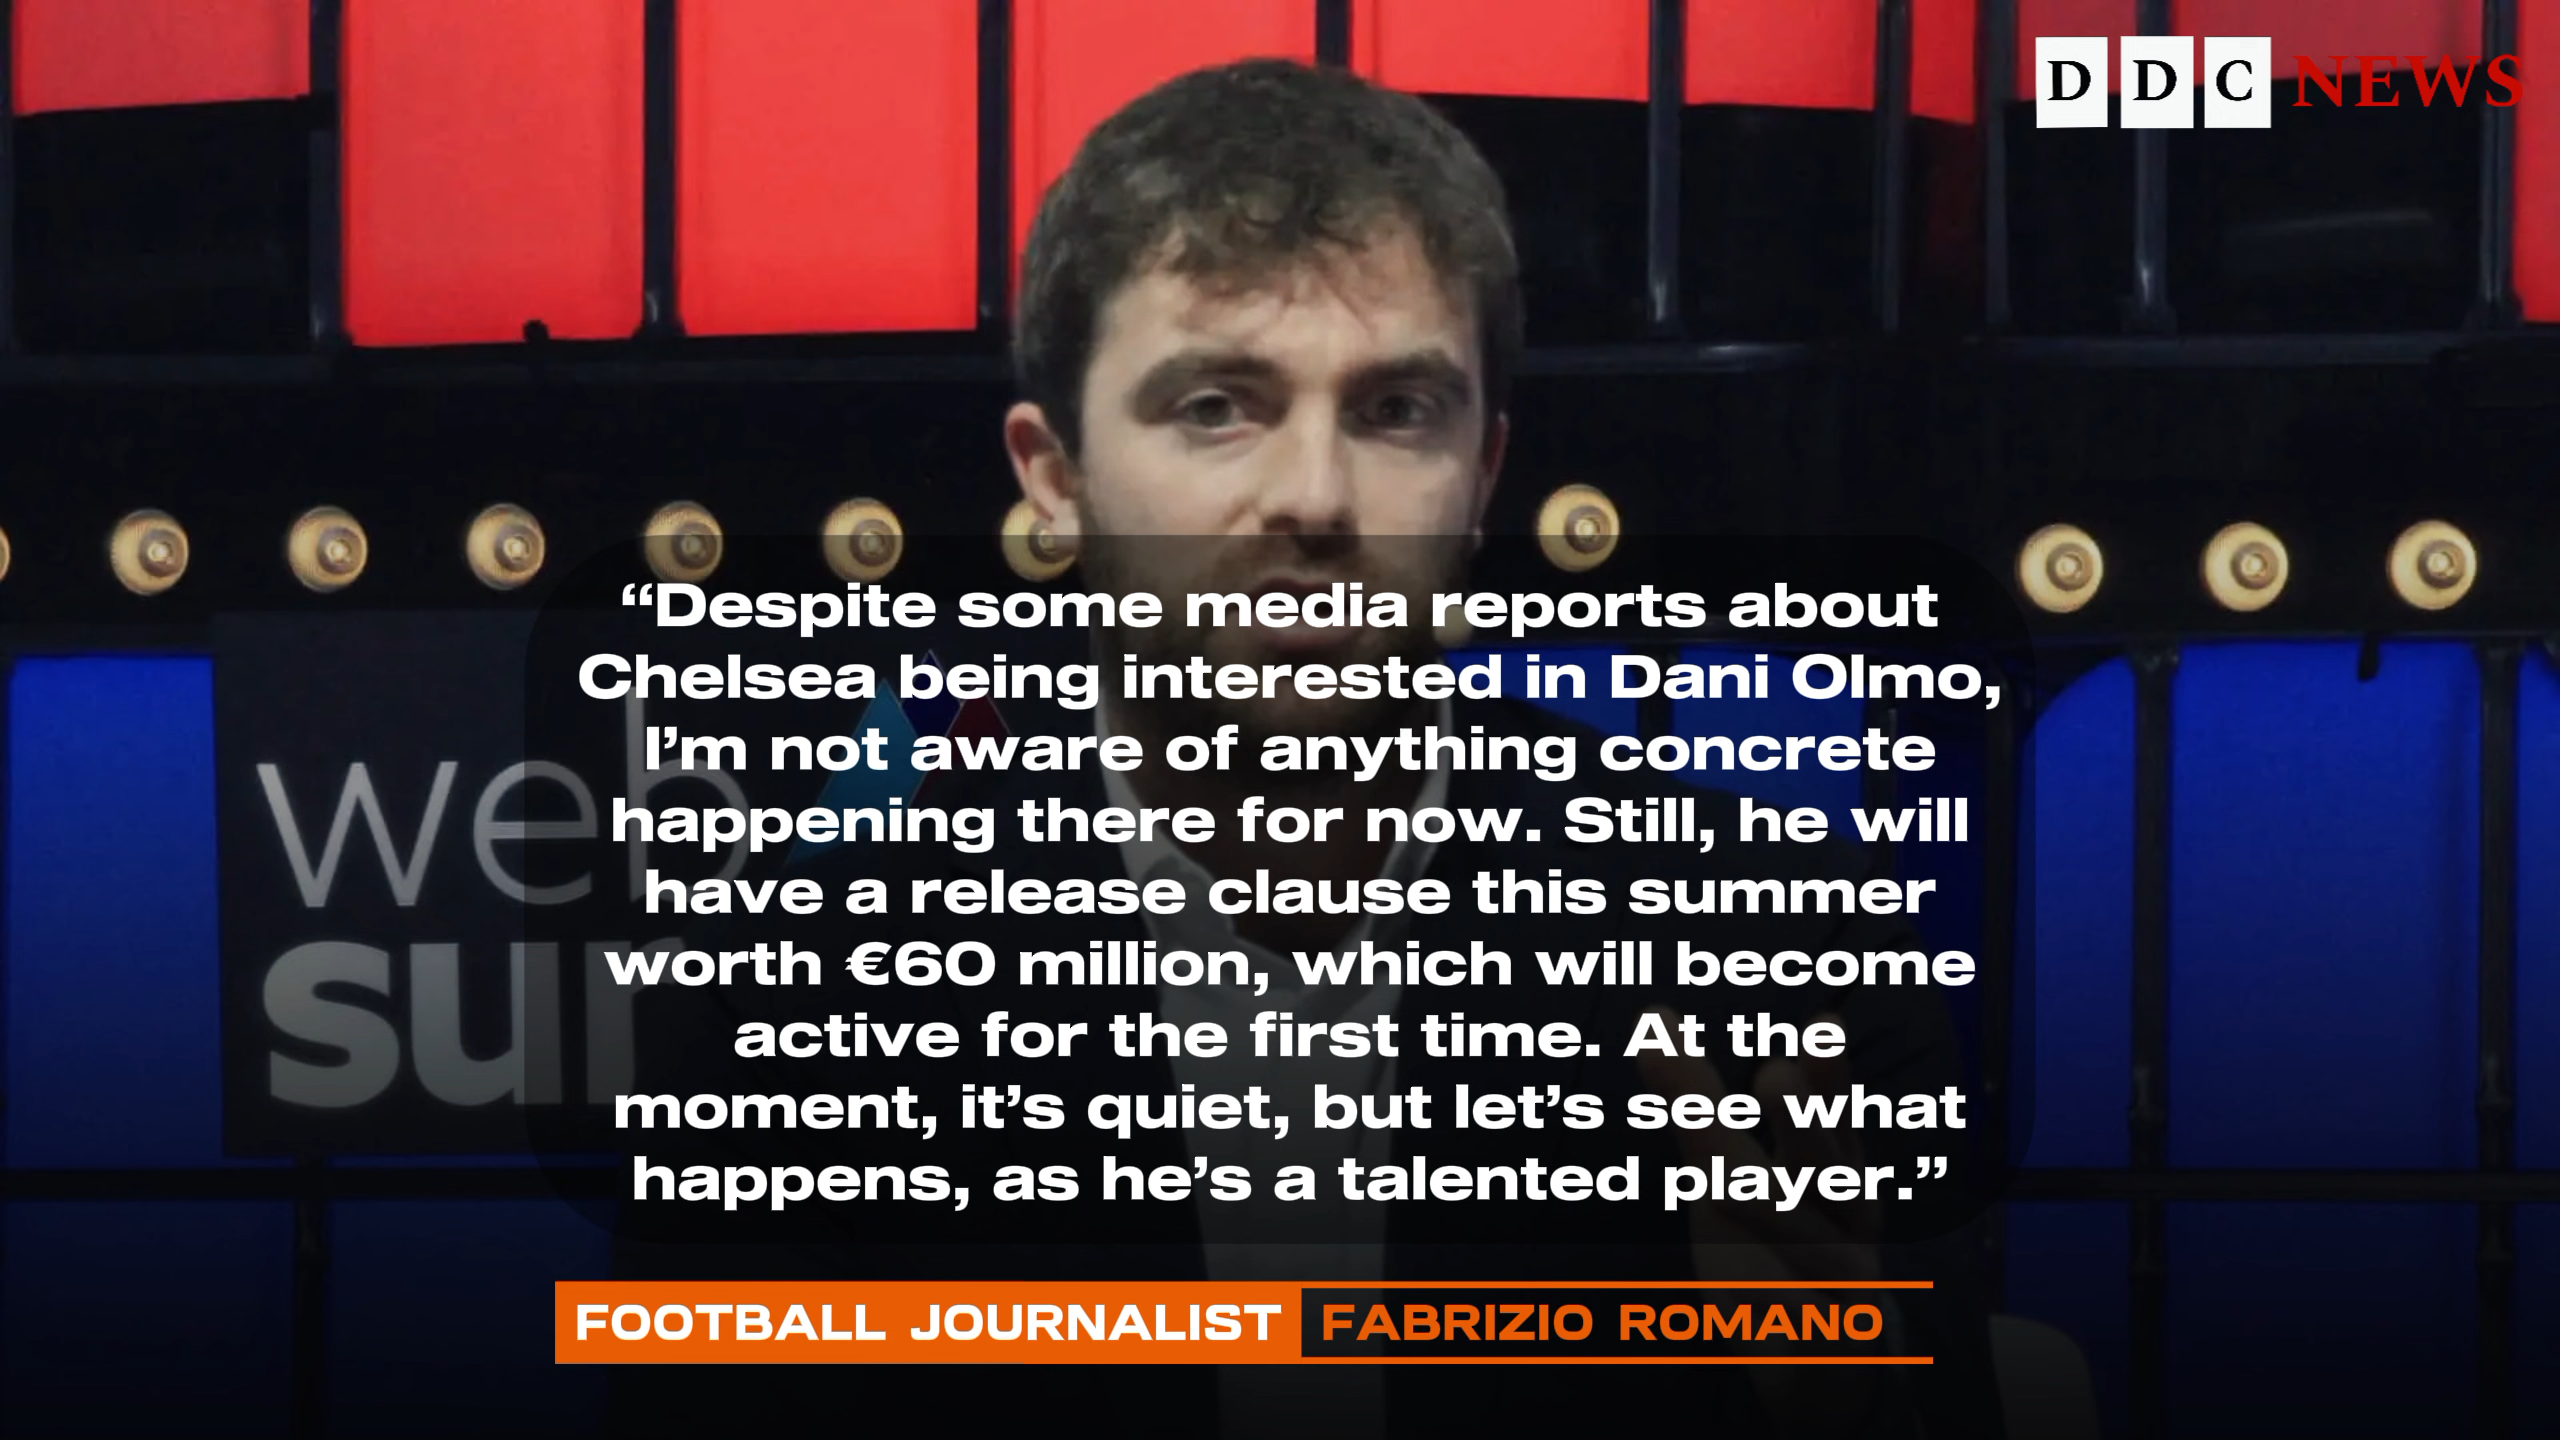 DDC NEWS
web
sum
“Despite some media reports about
Chelsea being interested in Dani Olmo,
I’m not aware of anything concrete
happening there for now. Still, he will
have a release clause this summer
worth €60 million, which will become
active for the first time. At the
moment, it’s quiet, but let’s see what
happens, as he’s a talented player.”
FOOTBALL JOURNALIST FABRIZIO ROMANO